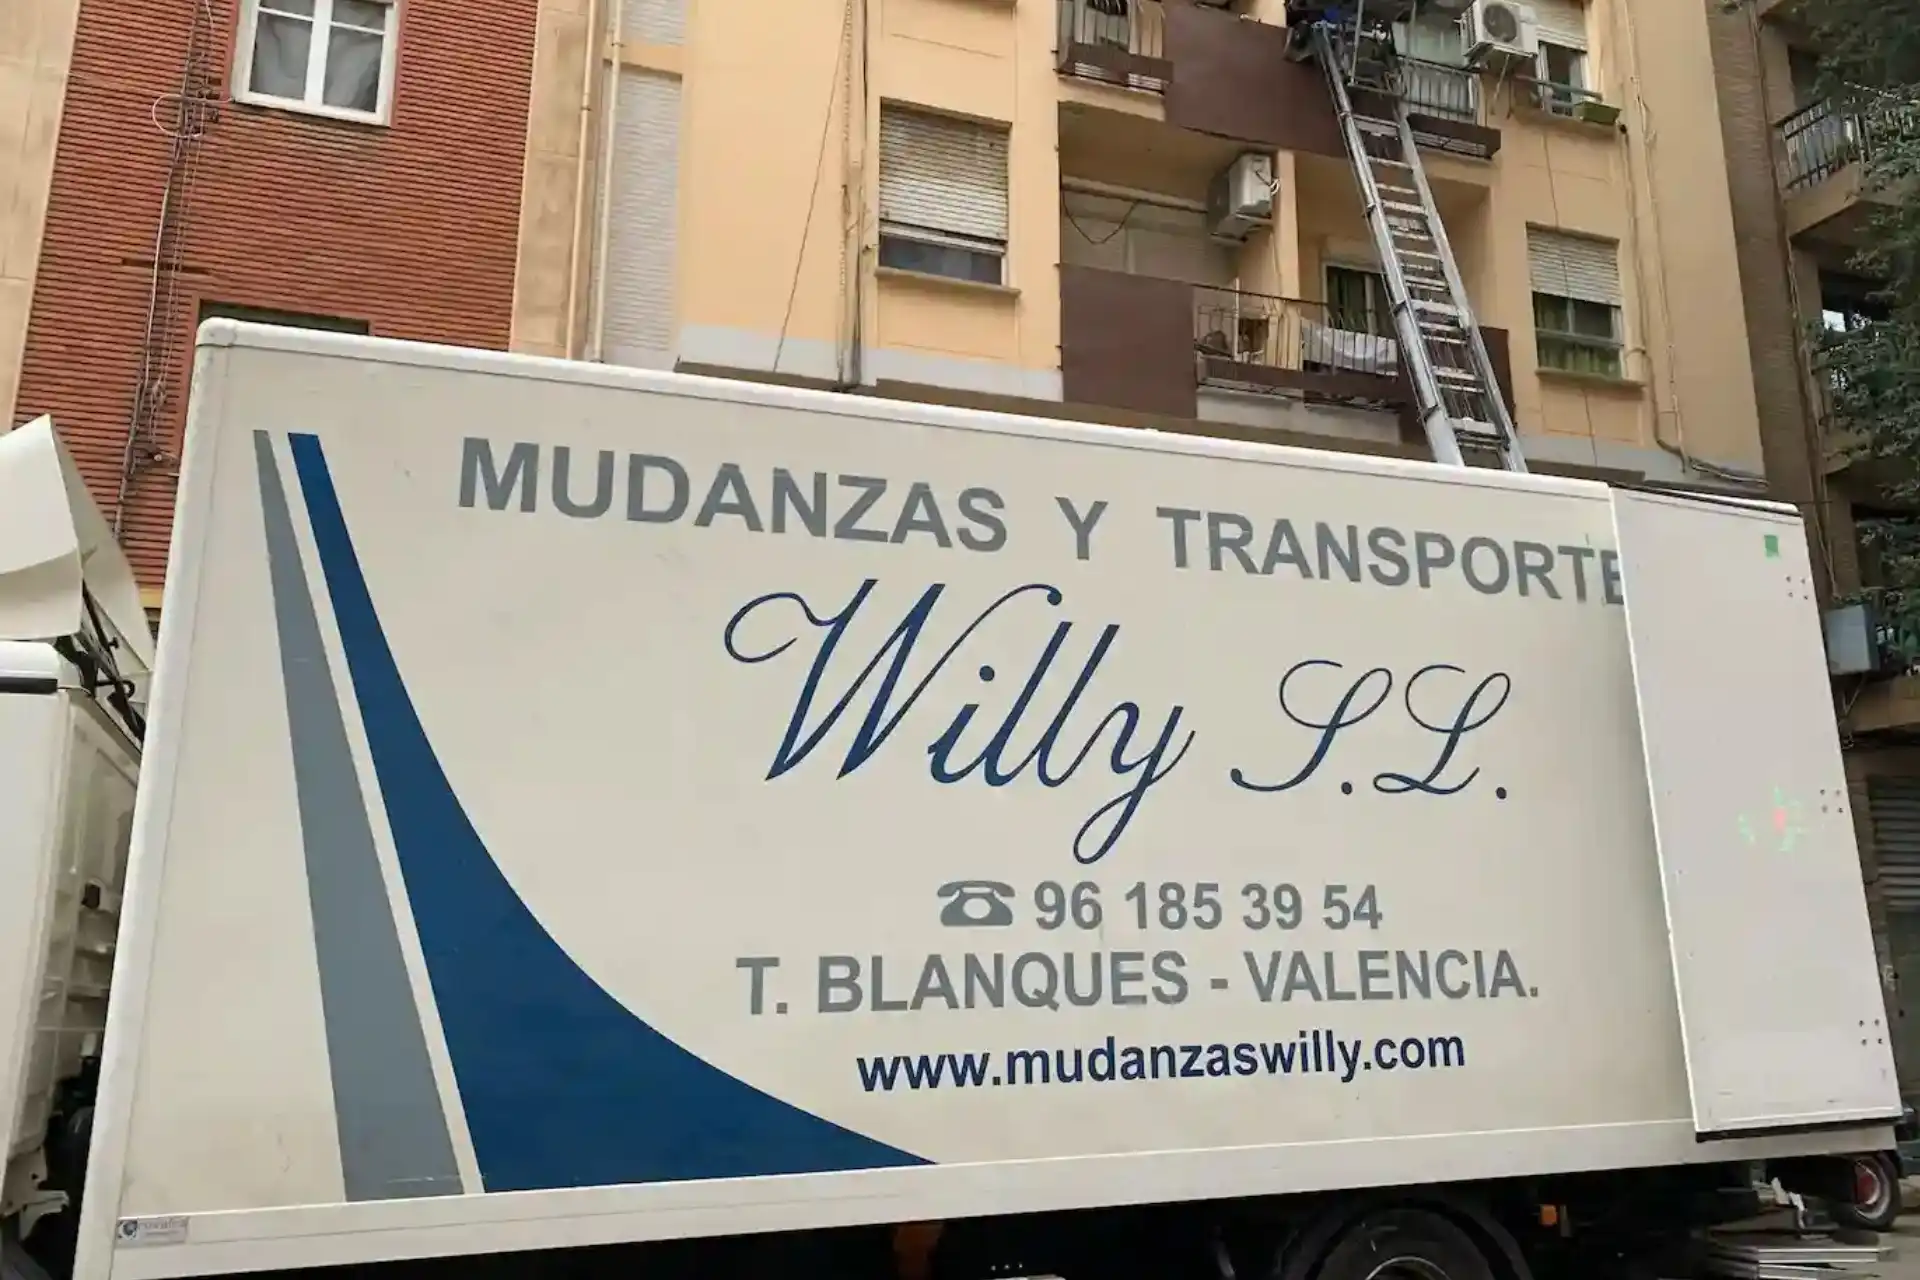 MUDANZAS Y TRANSPORTE
Willy S.L.
☎ 96 185 39 54
T. BLANQUES - VALENCIA.
www.mudanzaswilly.com